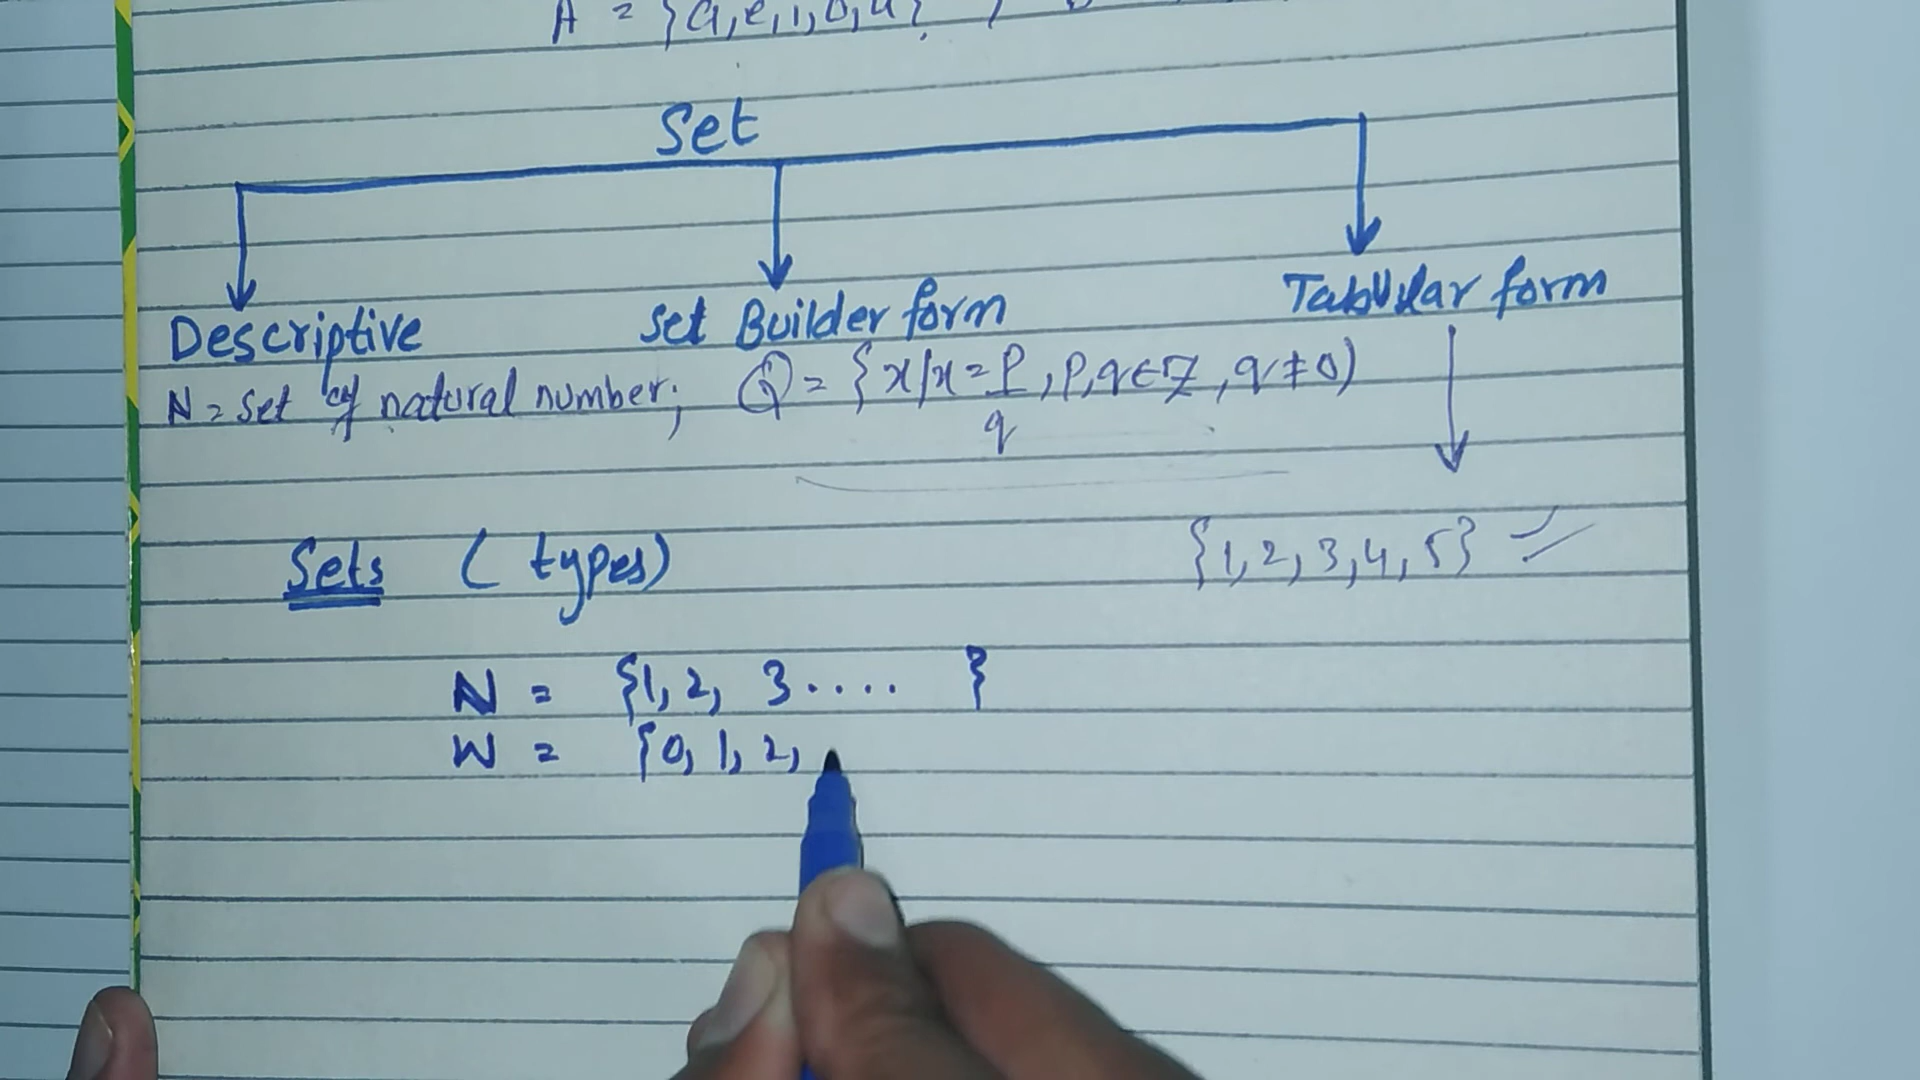 A = {a, e, i, o, u}
Set
Descriptive Set Builder form Tabular form
N = set of natural number; Q = {x/x = p/q, p, q ∈ Z, q ≠ 0)
{1, 2, 3, 4, 5}
Sets (types)
N = {1, 2, 3.... }
W = {0, 1, 2,